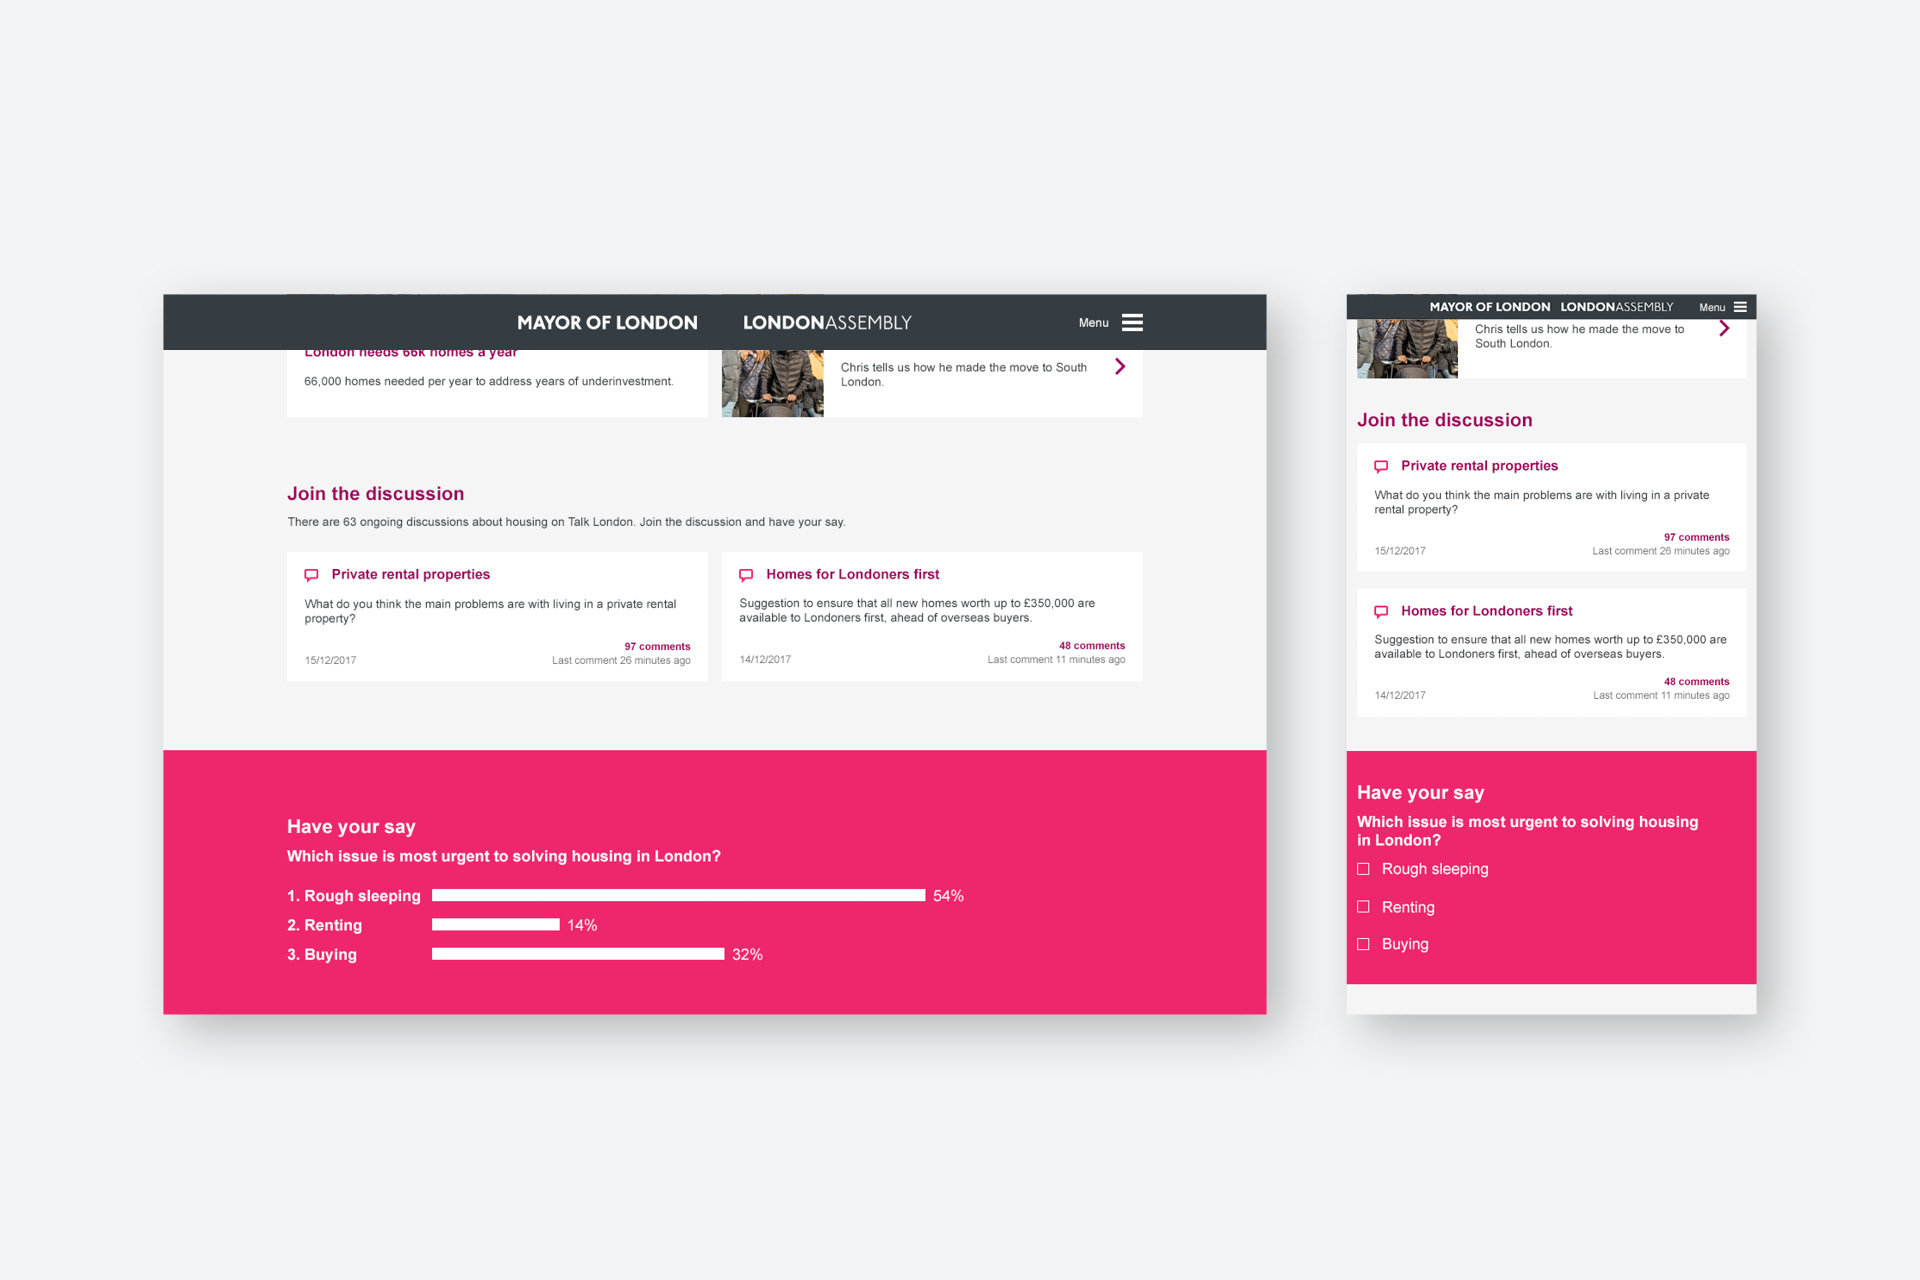 MAYOR OF LONDON LONDONASSEMBLY Menu
London needs 66k homes a year
66,000 homes needed per year to address years of underinvestment.
Chris tells us how he made the move to South
London.
Join the discussion
There are 63 ongoing discussions about housing on Talk London. Join the discussion and have your say.
Private rental properties
What do you think the main problems are with living in a private rental
property?
97 comments
15/12/2017 Last comment 26 minutes ago
Homes for Londoners first
Suggestion to ensure that all new homes worth up to £350,000 are
available to Londoners first, ahead of overseas buyers.
48 comments
14/12/2017 Last comment 11 minutes ago
Have your say
Which issue is most urgent to solving housing in London?
1. Rough sleeping 54%
2. Renting 14%
3. Buying 32%
MAYOR OF LONDON LONDONASSEMBLY Menu
Chris tells us how he made the move to
South London.
Join the discussion
Private rental properties
What do you think the main problems are with living in a private
rental property?
97 comments
15/12/2017 Last comment 26 minutes ago
Homes for Londoners first
Suggestion to ensure that all new homes worth up to £350,000 are
available to Londoners first, ahead of overseas buyers.
48 comments
14/12/2017 Last comment 11 minutes ago
Have your say
Which issue is most urgent to solving housing
in London?
Rough sleeping
Renting
Buying